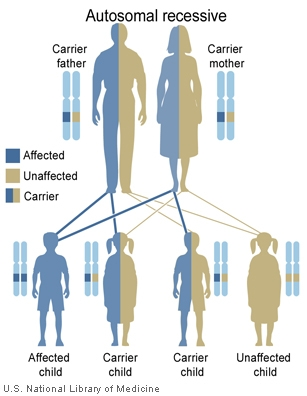 Autosomal recessive
Carrier
father
Carrier
mother
Affected
Unaffected
Carrier
Affected
child
Carrier
child
Carrier
child
Unaffected
child
U.S. National Library of Medicine